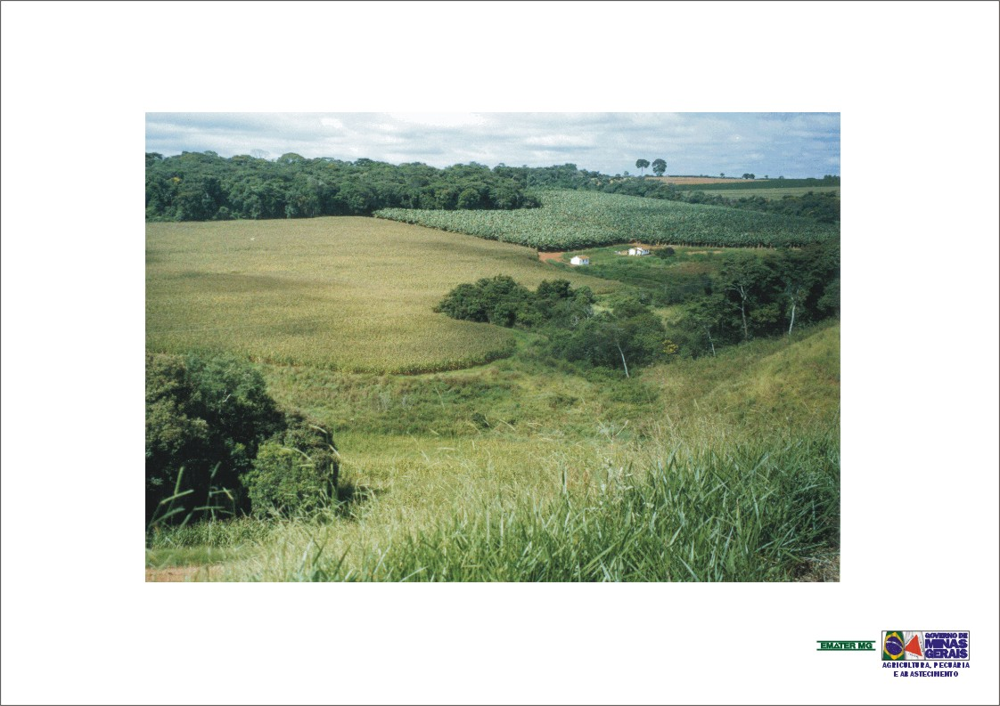 EMATER MG
GOVERNO DE
MINAS
GERAIS
AGRICULTURA, PECUÁRIA
E ABASTECIMENTO